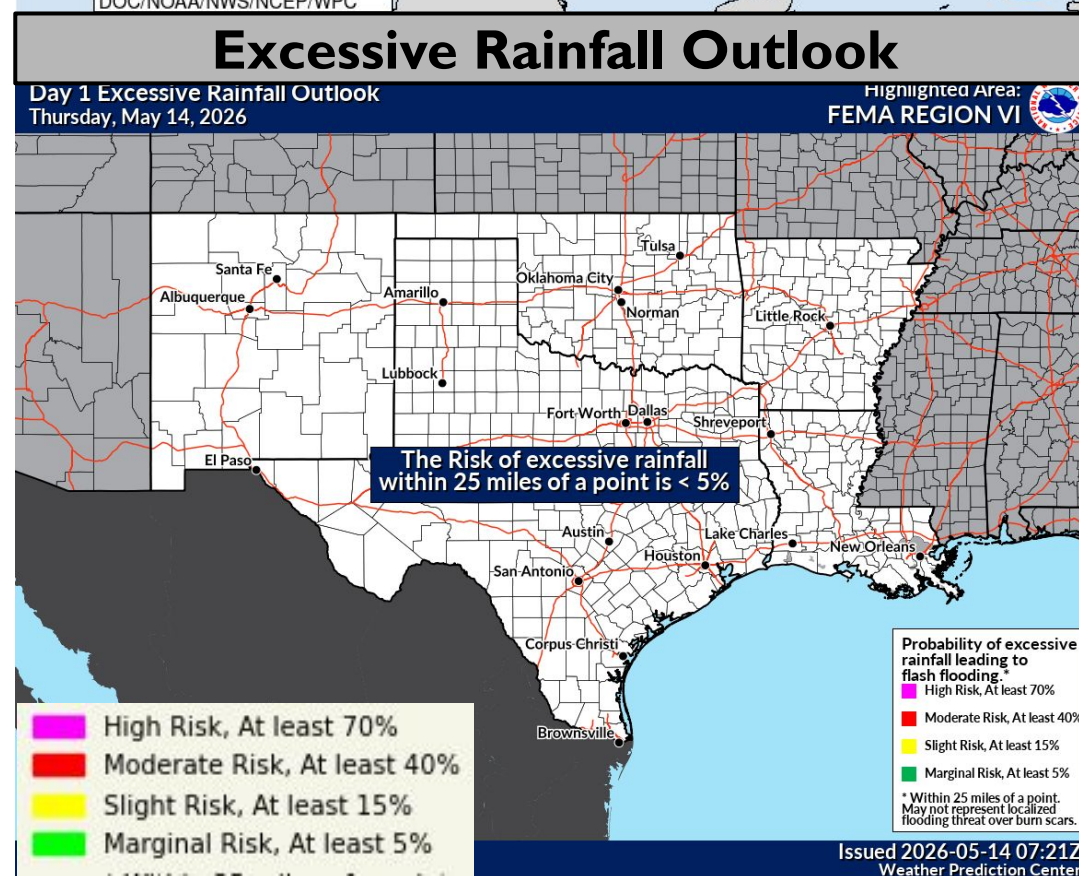 DOC/NOAA/NWS/NCEP/WPC
Excessive Rainfall Outlook
Day 1 Excessive Rainfall Outlook
Thursday, May 14, 2026
Highlighted Area:
FEMA REGION VI
Santa Fe
Albuquerque
Amarillo
Lubbock
Tulsa
Oklahoma City
Norman
Little Rock
Fort Worth
Dallas
Shreveport
El Paso
The Risk of excessive rainfall
within 25 miles of a point is < 5%
Austin
Lake Charles
Houston
New Orleans
San Antonio
Corpus Christi
Brownsville
Probability of excessive
rainfall leading to
flash flooding.*
High Risk, At least 70%
Moderate Risk, At least 40%
Slight Risk, At least 15%
Marginal Risk, At least 5%
* Within 25 miles of a point.
May not represent localized
flooding threat over burn scars.
High Risk, At least 70%
Moderate Risk, At least 40%
Slight Risk, At least 15%
Marginal Risk, At least 5%
Issued 2026-05-14 07:21Z
Weather Prediction Center